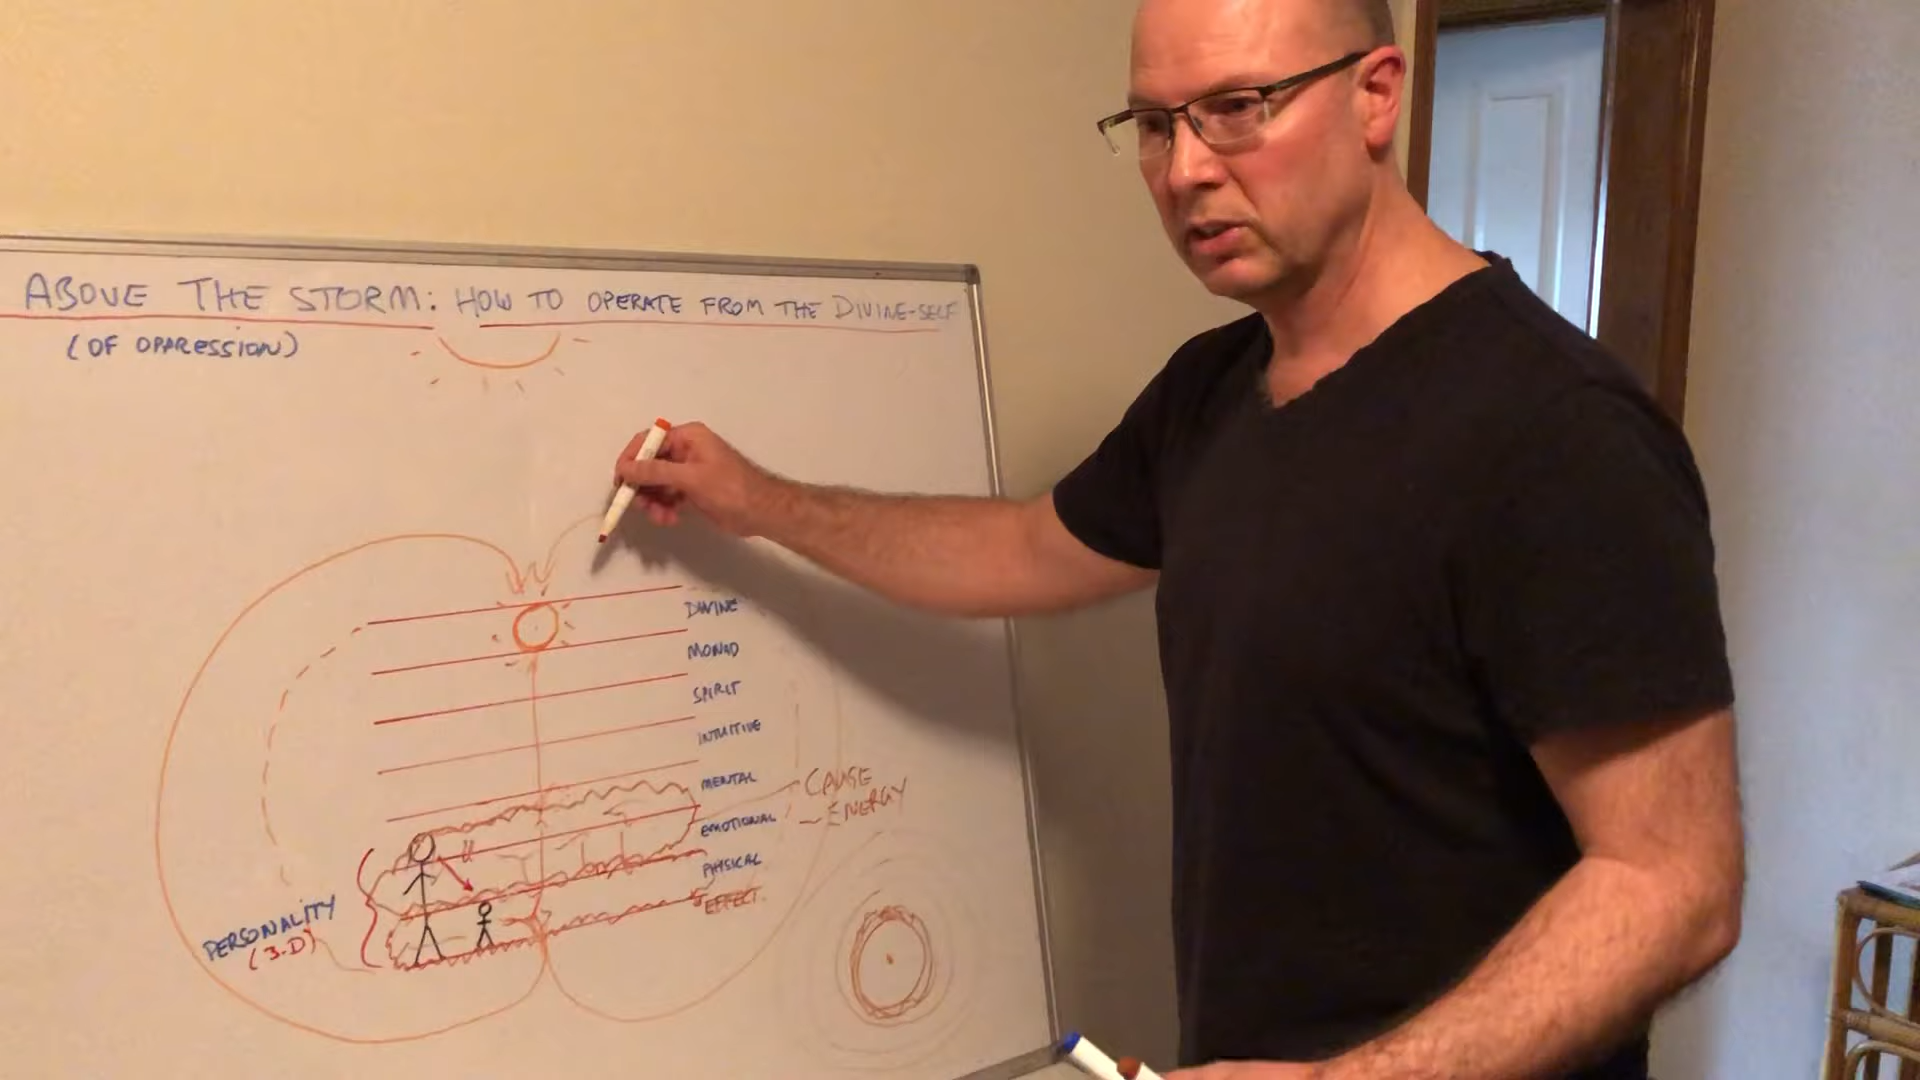 ABOVE THE STORM: HOW TO OPERATE FROM THE DIVINE-SELF
(OF OPARESSION)
DIVINE
MONAD
SPIRIT
INTUITIVE
MENTAL
CAUSE
- ENERGY
EMOTIONAL
PHYSICAL
EFFECT.
PERSONALITY
(3-D)